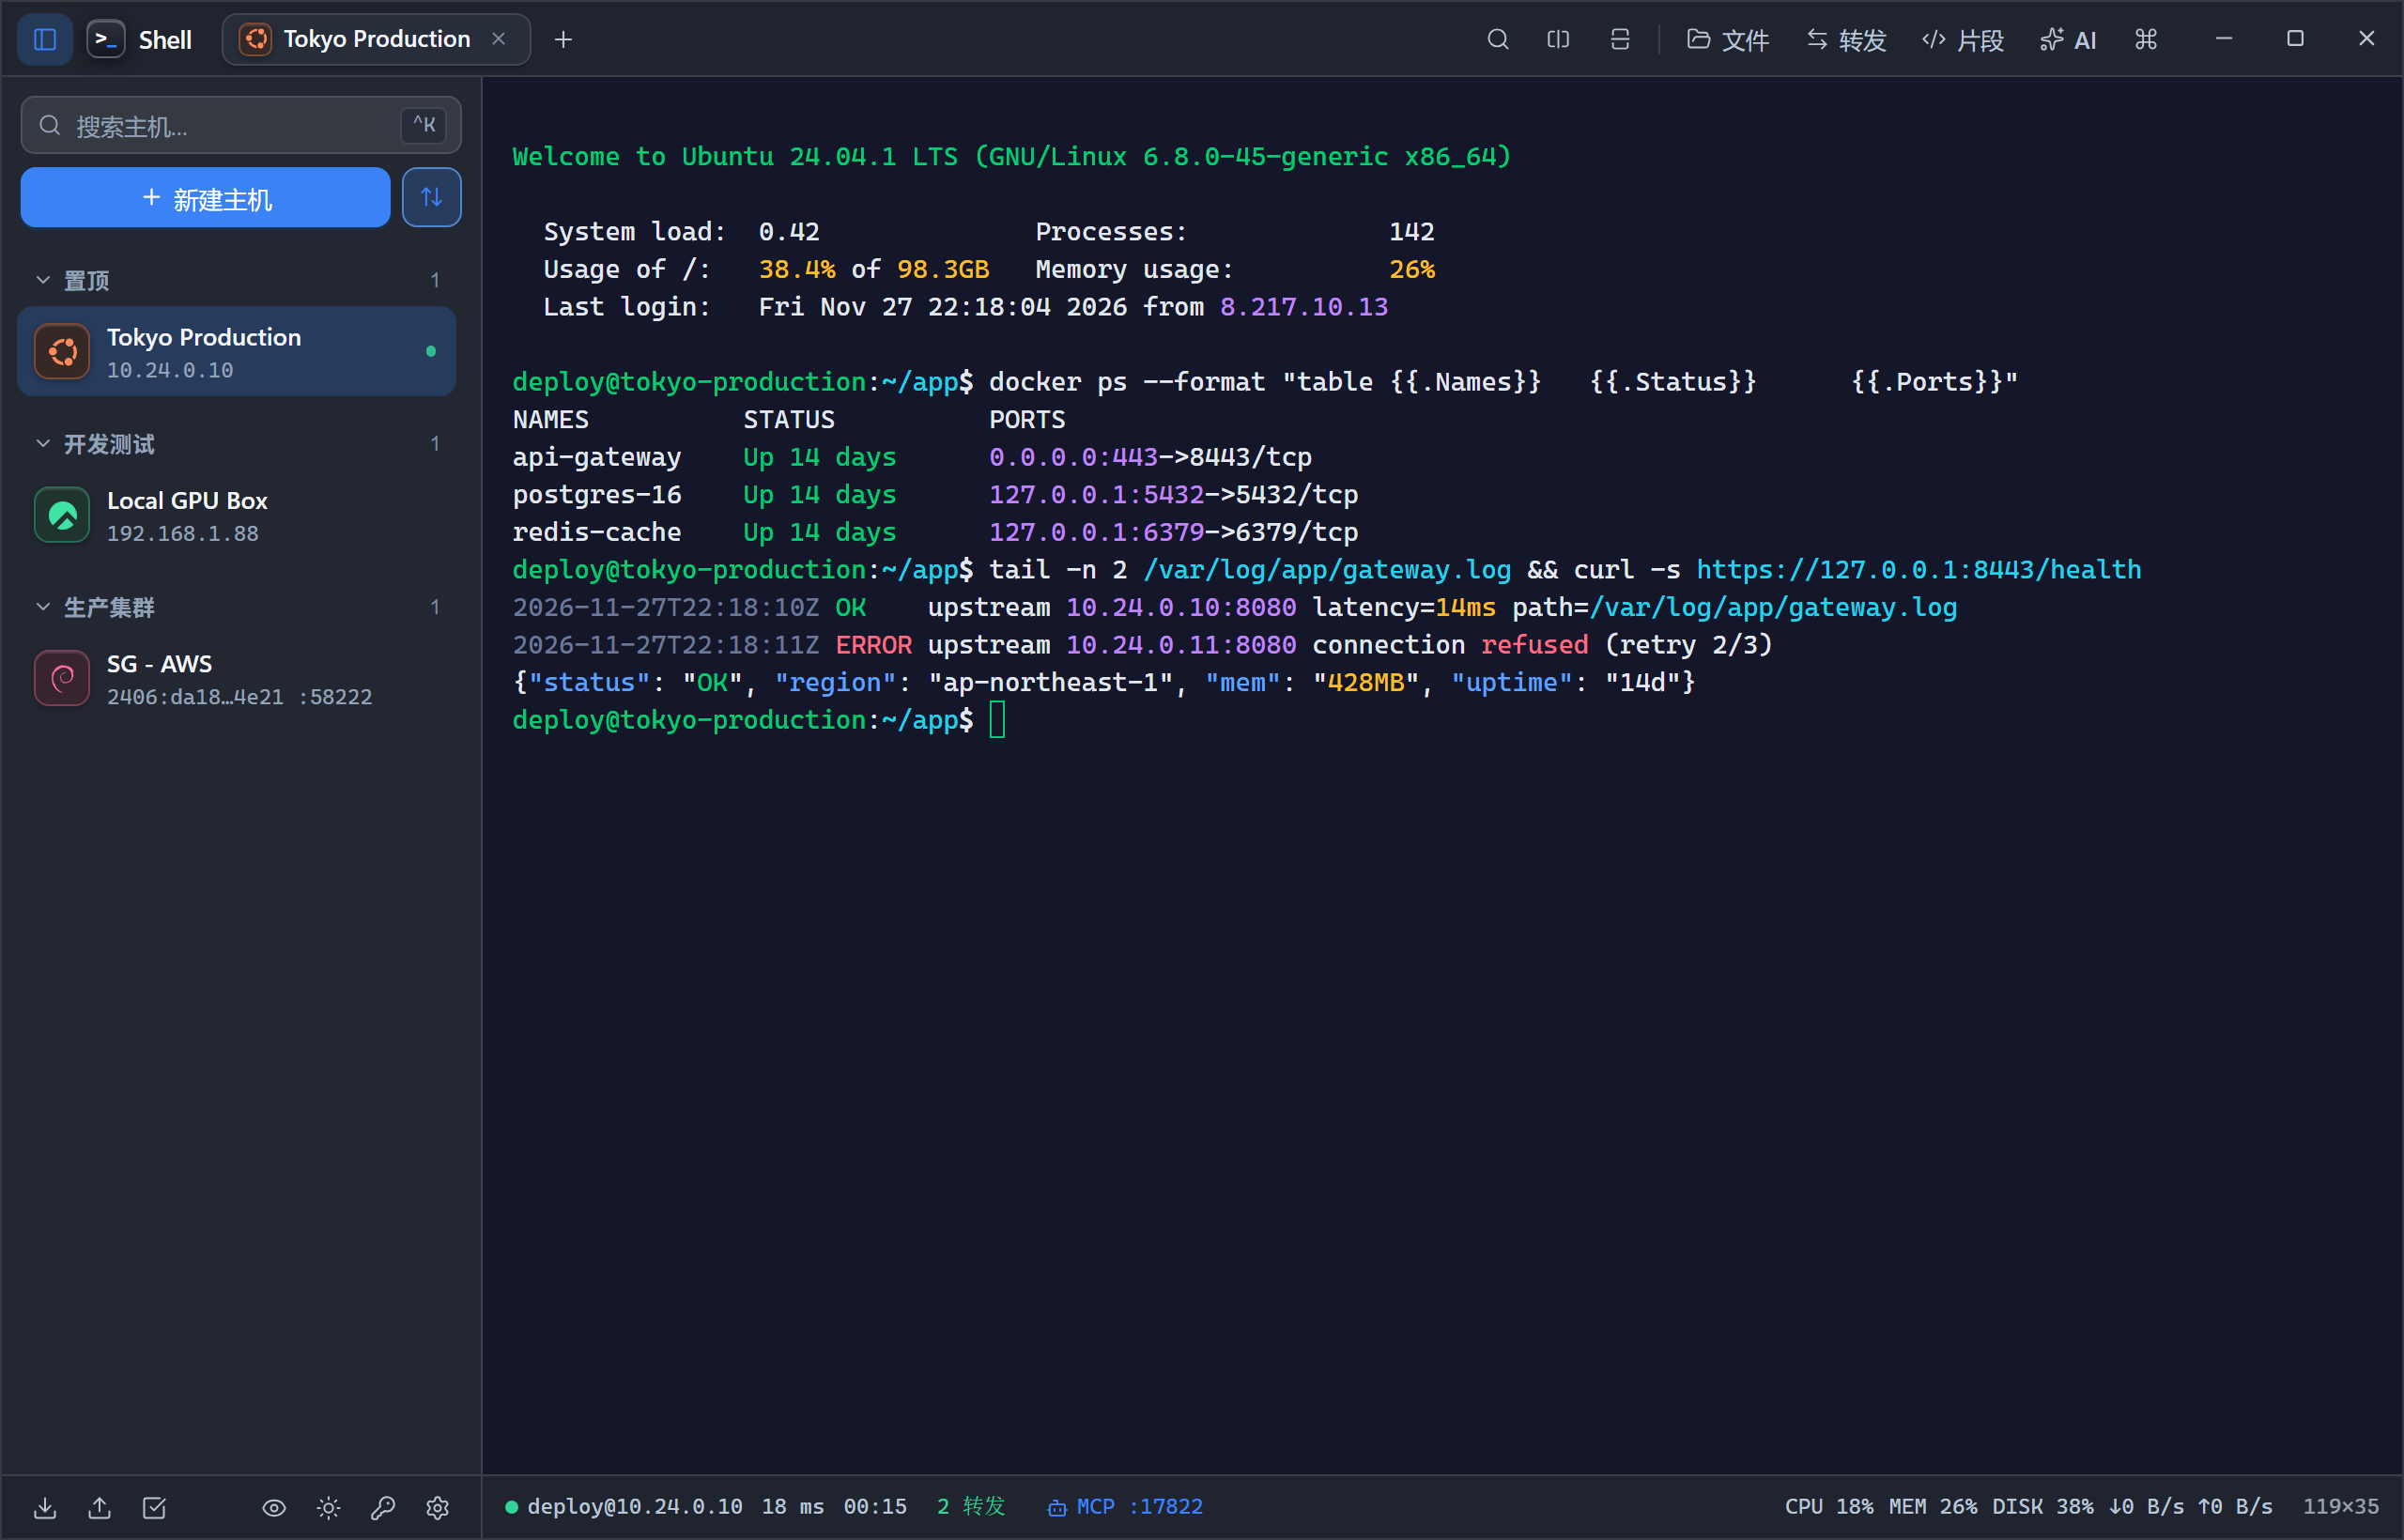 Shell
Tokyo Production
文件
转发
片段
AI
搜索主机...
^K
新建主机
置顶 1
Tokyo Production
10.24.0.10
开发测试 1
Local GPU Box
192.168.1.88
生产集群 1
SG - AWS
2406:da18…4e21 :58222
Welcome to Ubuntu 24.04.1 LTS (GNU/Linux 6.8.0-45-generic x86_64)
System load: 0.42 Processes: 142
Usage of /: 38.4% of 98.3GB Memory usage: 26%
Last login: Fri Nov 27 22:18:04 2026 from 8.217.10.13
deploy@tokyo-production:~/app$ docker ps --format "table {{.Names}} {{.Status}} {{.Ports}}"
NAMES STATUS PORTS
api-gateway Up 14 days 0.0.0.0:443->8443/tcp
postgres-16 Up 14 days 127.0.0.1:5432->5432/tcp
redis-cache Up 14 days 127.0.0.1:6379->6379/tcp
deploy@tokyo-production:~/app$ tail -n 2 /var/log/app/gateway.log && curl -s https://127.0.0.1:8443/health
2026-11-27T22:18:10Z OK upstream 10.24.0.10:8080 latency=14ms path=/var/log/app/gateway.log
2026-11-27T22:18:11Z ERROR upstream 10.24.0.11:8080 connection refused (retry 2/3)
{"status": "OK", "region": "ap-northeast-1", "mem": "428MB", "uptime": "14d"}
deploy@tokyo-production:~/app$
deploy@10.24.0.10 18 ms 00:15 2 转发 MCP :17822
CPU 18% MEM 26% DISK 38% ↓0 B/s ↑0 B/s 119×35